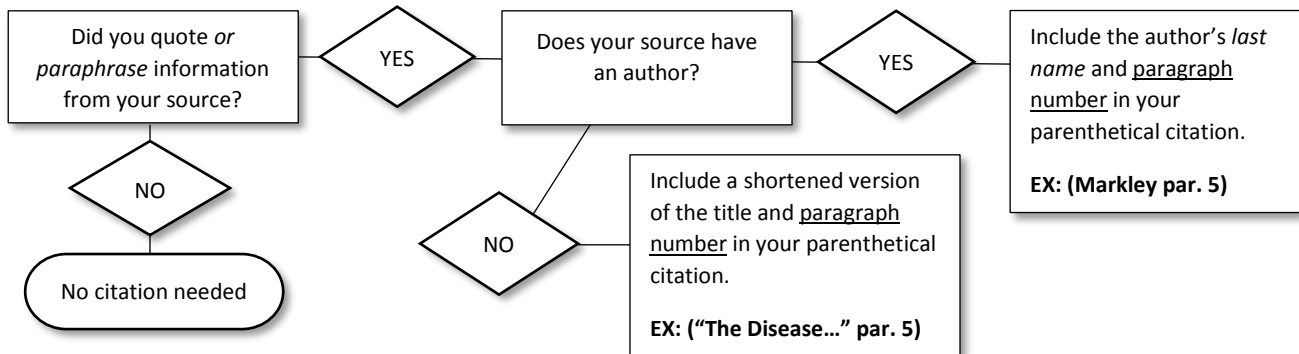 Did you quote or
paraphrase information
from your source?
YES
Does your source have
an author?
YES
Include the author’s last
name and paragraph
number in your
parenthetical citation.
EX: (Markley par. 5)
NO
No citation needed
NO
Include a shortened version
of the title and paragraph
number in your parenthetical
citation.
EX: (“The Disease…” par. 5)